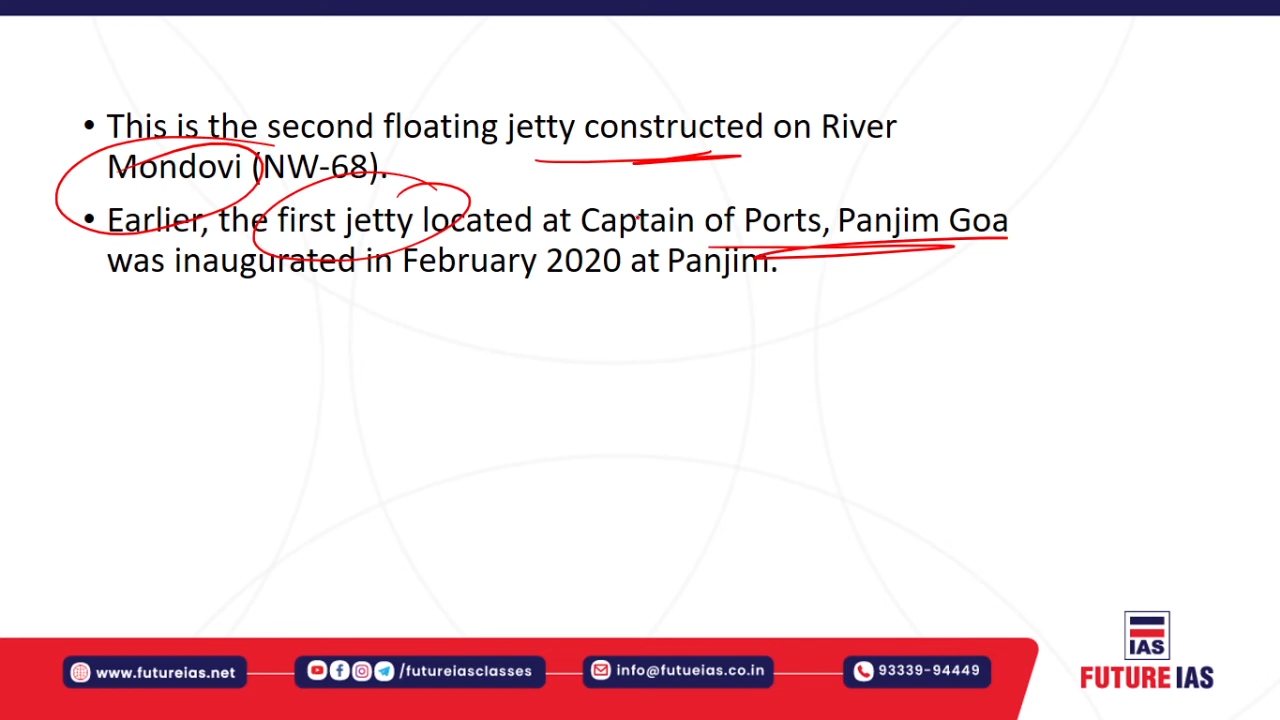 • This is the second floating jetty constructed on River
Mondovi (NW-68).
• Earlier, the first jetty located at Captain of Ports, Panjim Goa
was inaugurated in February 2020 at Panjim.
IAS
FUTURE IAS
www.futureias.net
/futureiasclasses
info@futueias.co.in
93339-94449